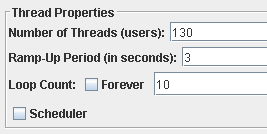 Thread Properties
Number of Threads (users): 130
Ramp-Up Period (in seconds): 3
Loop Count: Forever 10
Scheduler